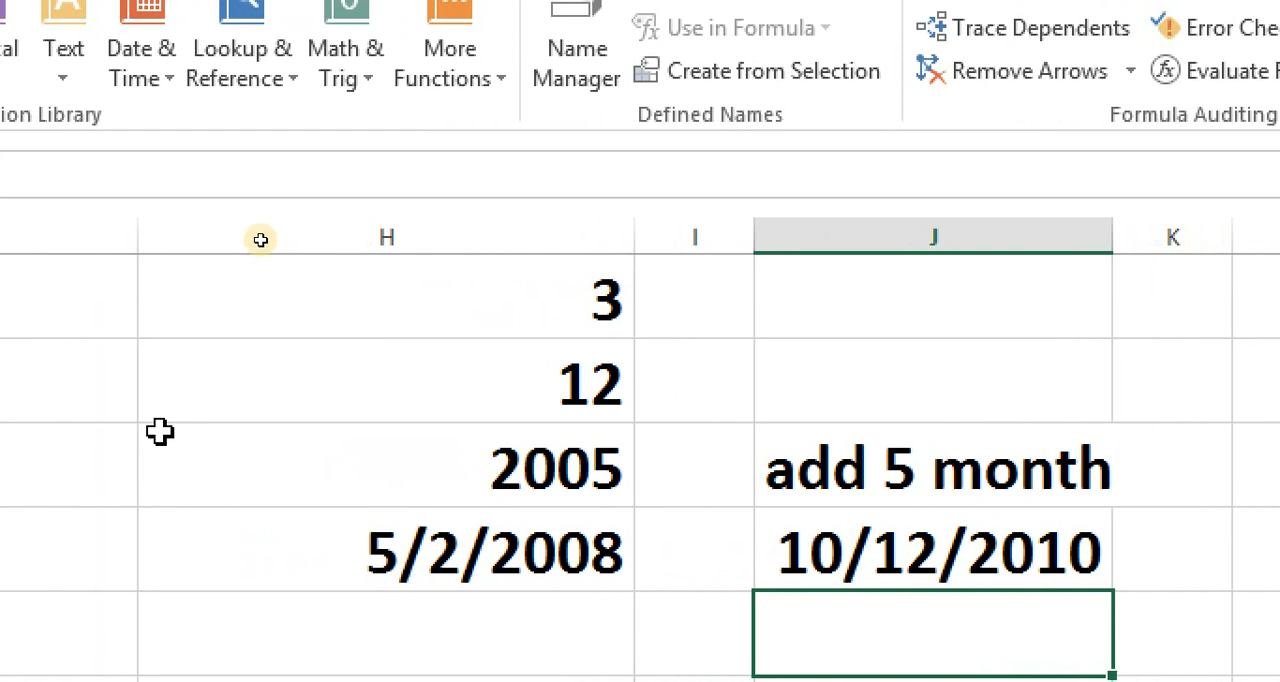 al Text Date & Lookup & Math & More Name Use in Formula Trace Dependents Error Che
Time Reference Trig Functions Manager Create from Selection Remove Arrows Evaluate F
ion Library Defined Names Formula Auditing
H I J K
3
12
2005 add 5 month
5/2/2008 10/12/2010